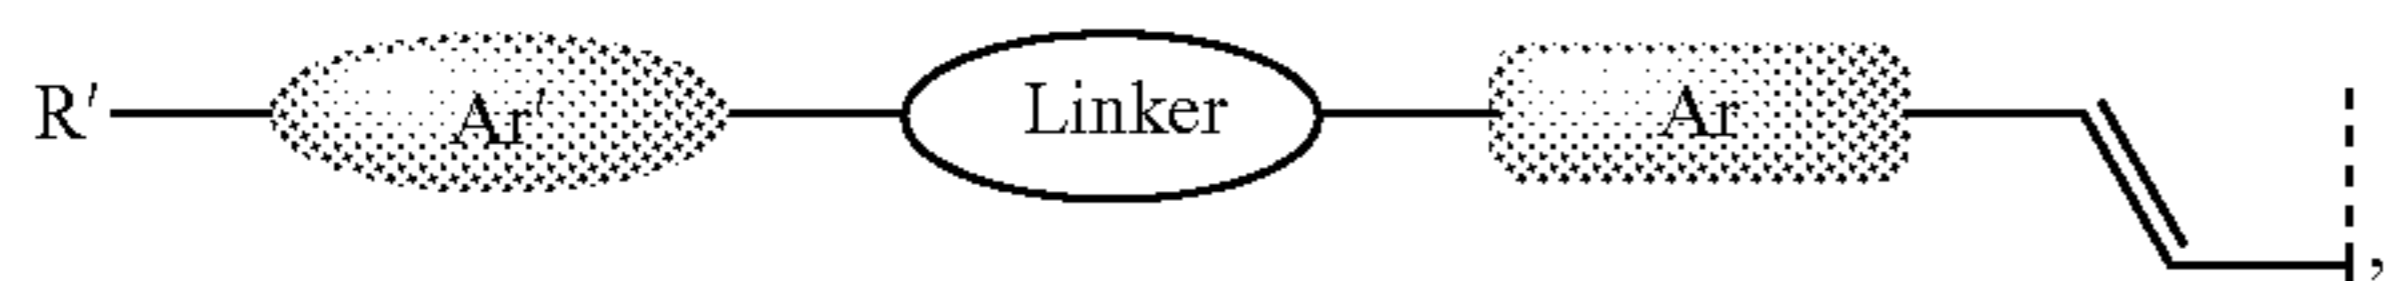 R′ Ar′ Linker Ar ,